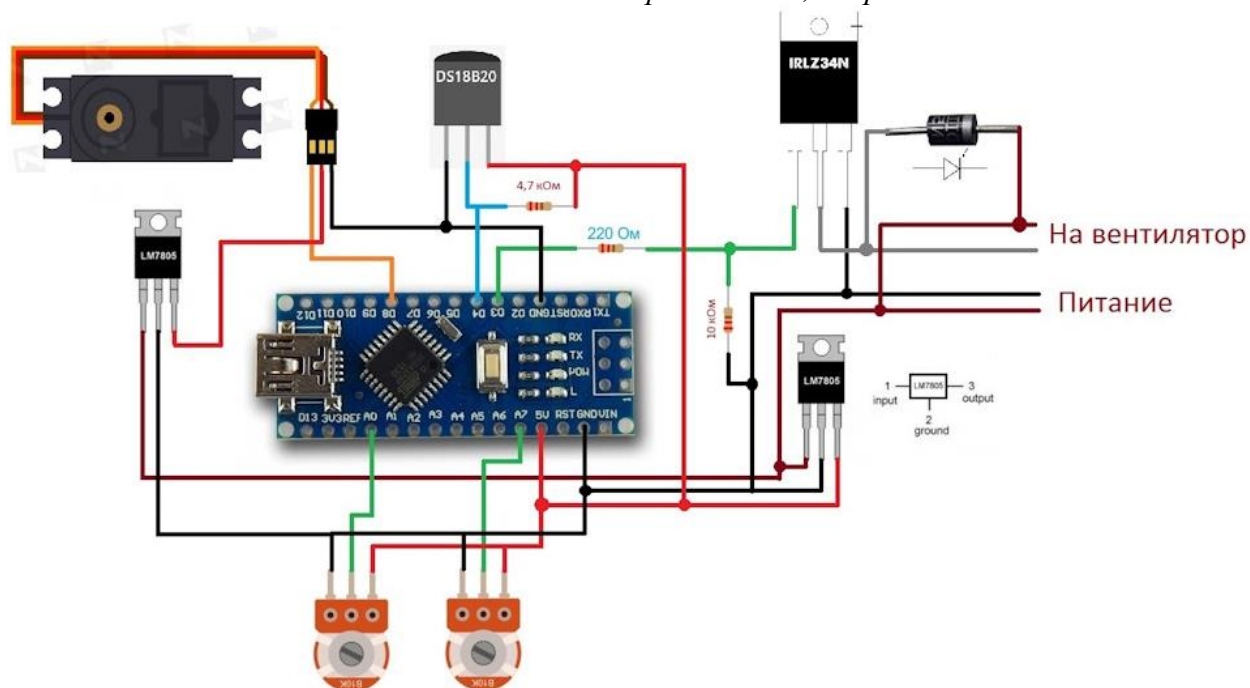 DS18B20
IRLZ34N
4,7 кОм
220 Ом
На вентилятор
LM7805
D12 D11 D10 D9 D8 D7 D6 D5 D4 D3 D2 GND RST RX0 TX1
10 кОм
Питание
RX
TX
POW
L
LM7805
1 input
LM7805
3 output
2 ground
D13 3V3 REF A0 A1 A2 A3 A4 A5 A6 A7 5V RST GND VIN
B10K
B10K